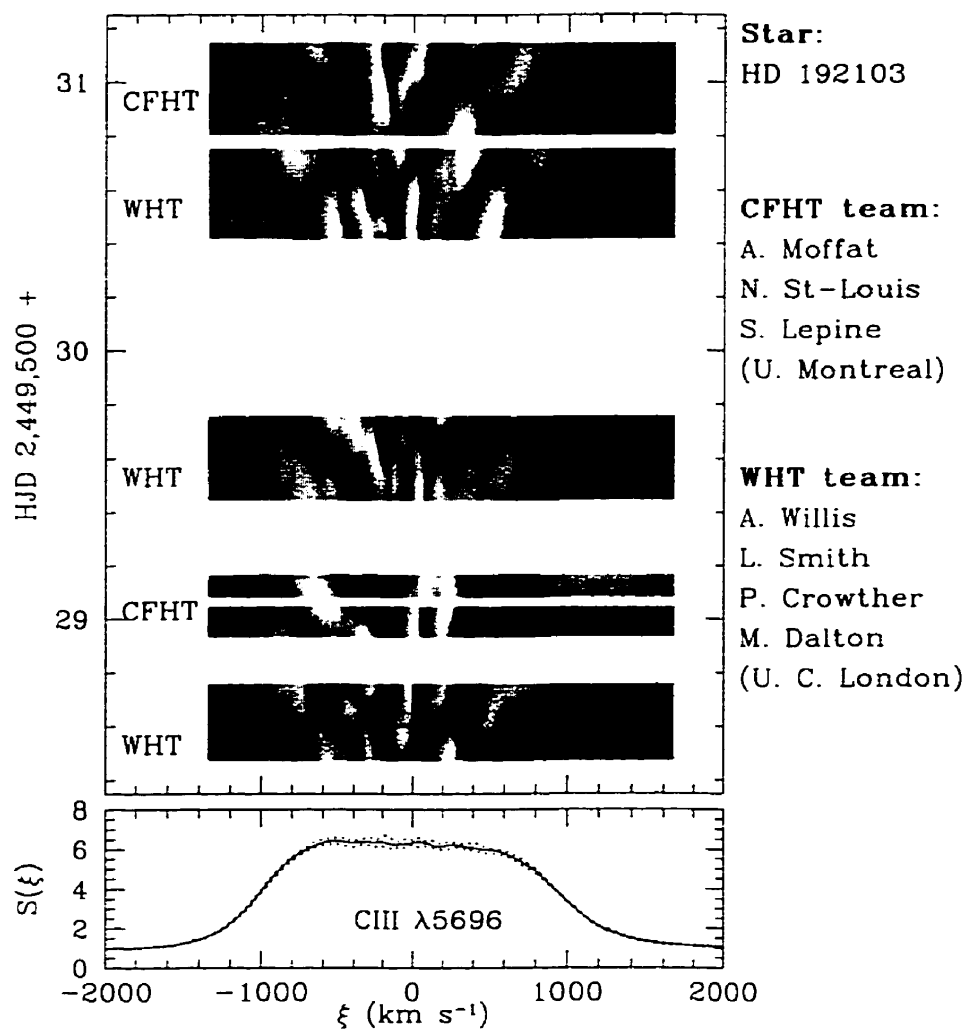 Star:
HD 192103
CFHT team:
A. Moffat
N. St-Louis
S. Lepine
(U. Montreal)
WHT team:
A. Willis
L. Smith
P. Crowther
M. Dalton
(U. C. London)
HJD 2,449,500 +
31
30
29
CFHT
WHT
WHT
CFHT
WHT
S(ξ)
8
6
4
2
0
CIII λ5696
-2000
-1000
0
1000
2000
ξ (km s⁻¹)